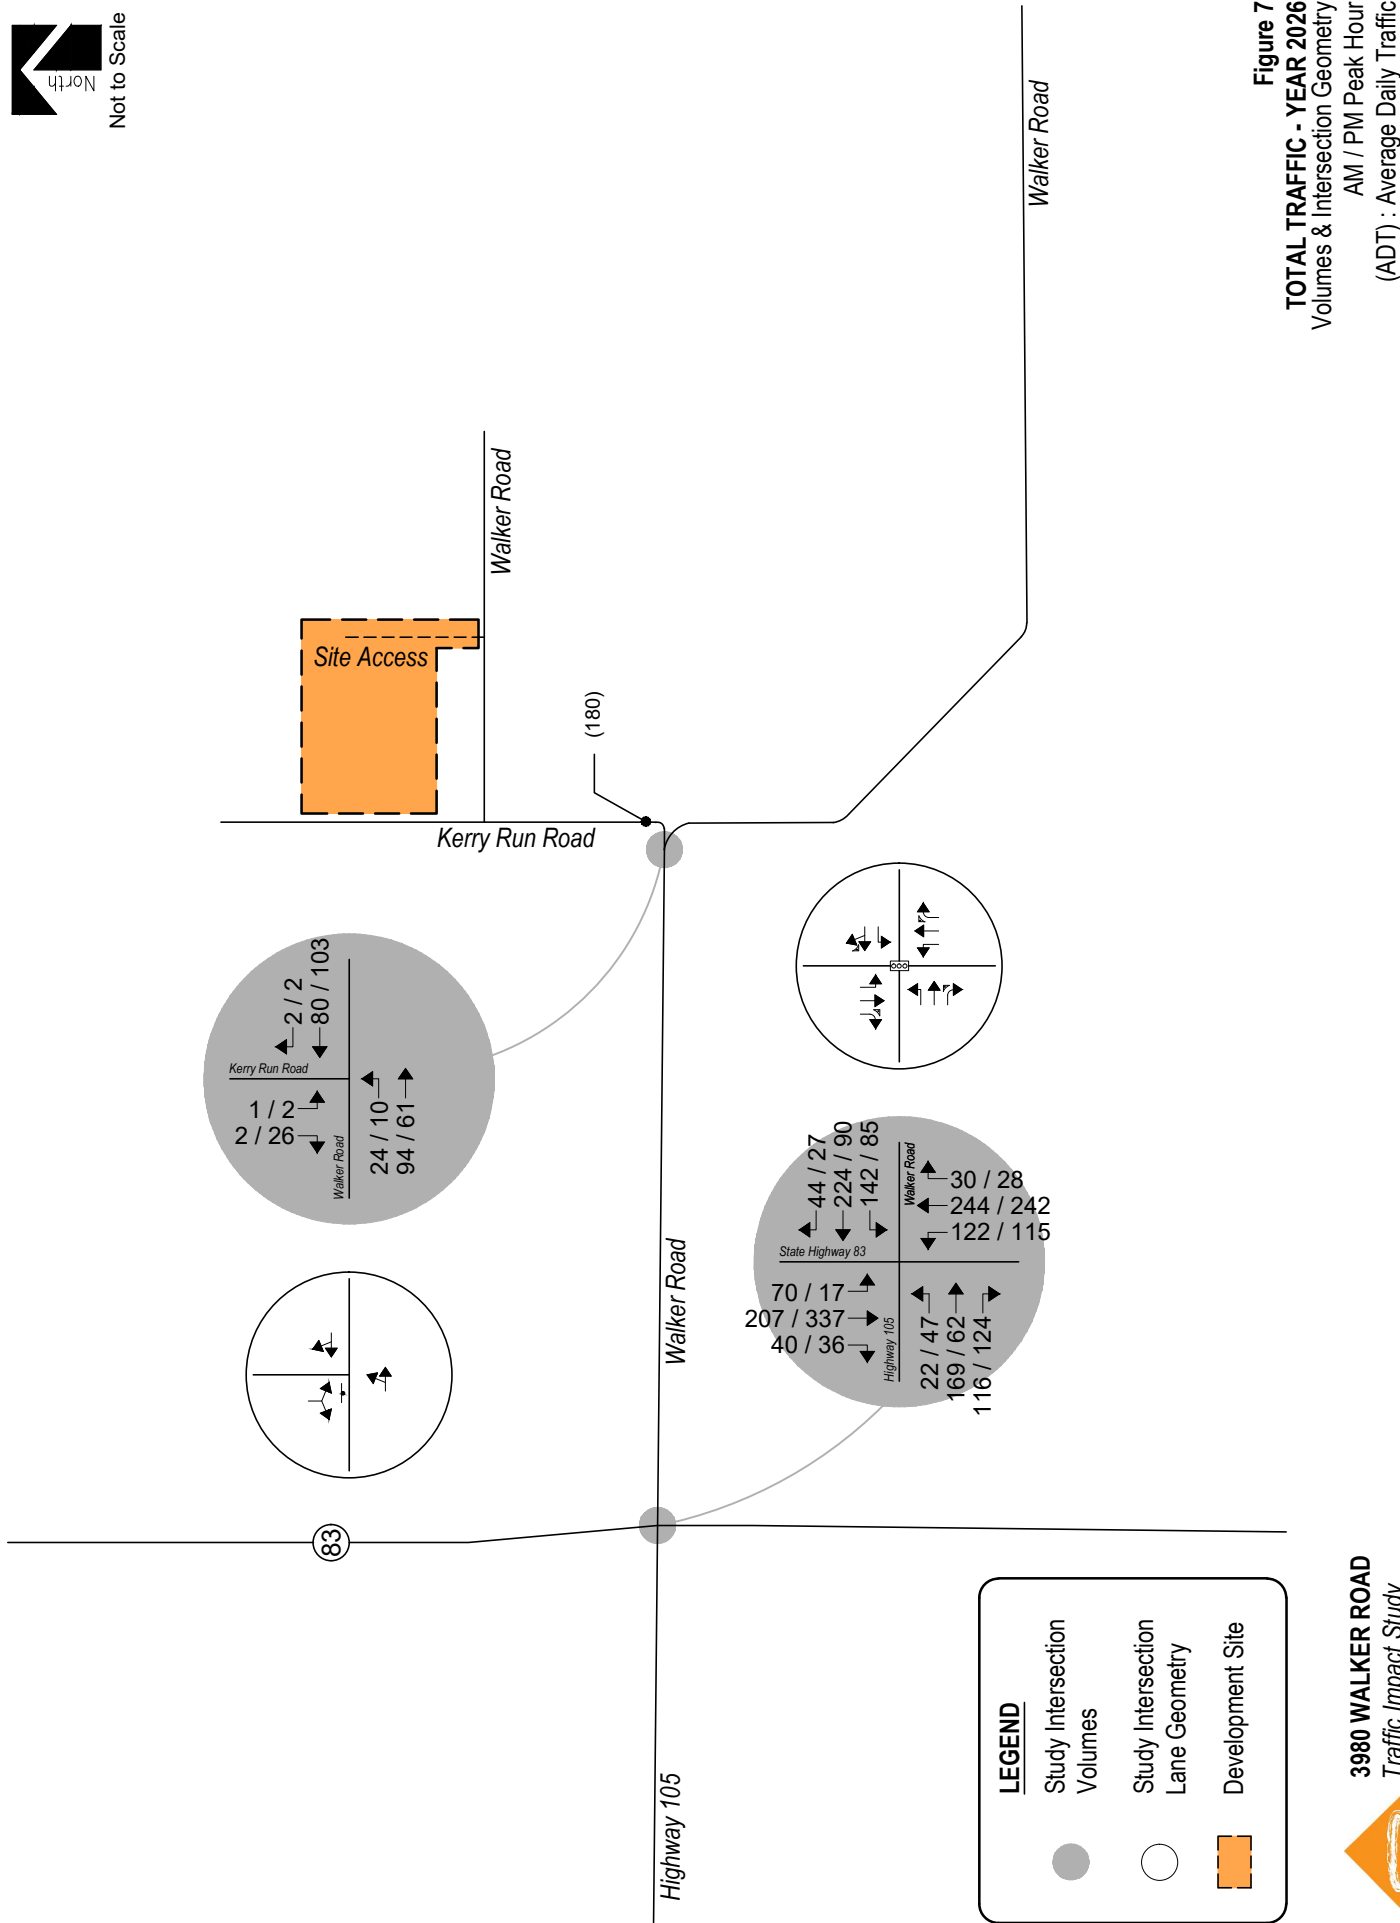 North
Not to Scale
Figure 7
TOTAL TRAFFIC - YEAR 2026
Volumes & Intersection Geometry
AM / PM Peak Hour
(ADT) : Average Daily Traffic
Walker Road
Walker Road
Site Access
(180)
Kerry Run Road
2 / 2
80 / 103
Kerry Run Road
1 / 2
2 / 26
Walker Road
24 / 10
94 / 61
44 / 27
224 / 90
142 / 85
State Highway 83
Walker Road
30 / 28
244 / 242
122 / 115
70 / 17
207 / 337
40 / 36
Highway 105
22 / 47
169 / 62
116 / 124
Walker Road
83
Highway 105
LEGEND
Study Intersection
Volumes
Study Intersection
Lane Geometry
Development Site
3980 WALKER ROAD
Traffic Impact Study